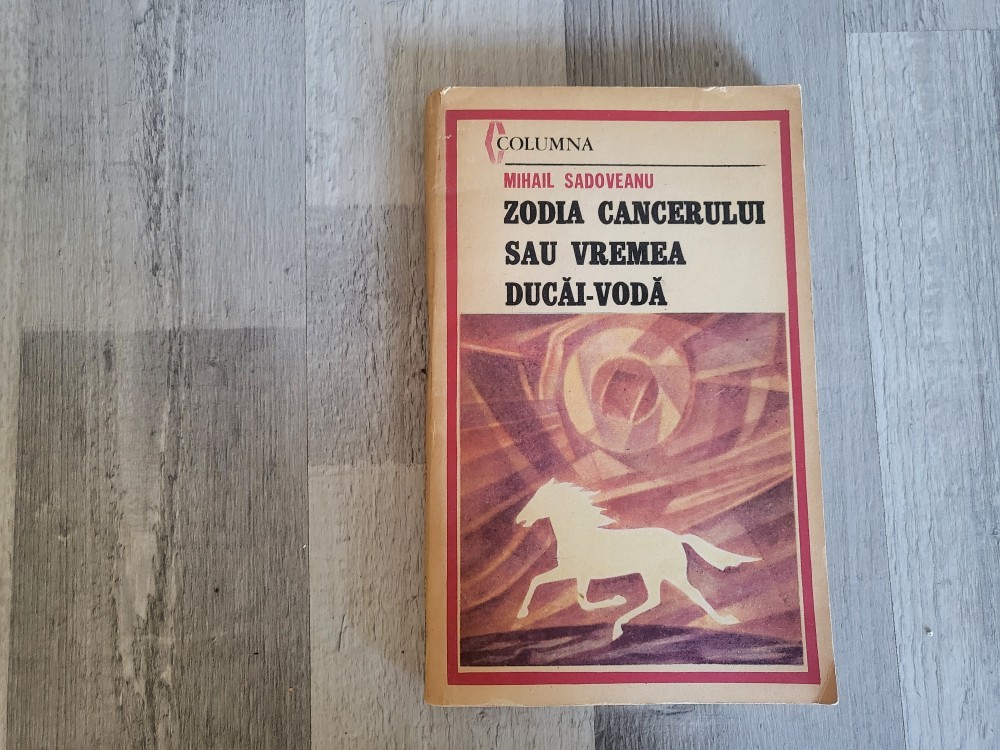 COLUMNA
MIHAIL SADOVEANU
ZODIA CANCERULUI
SAU VREMEA
DUCĂI-VODĂ